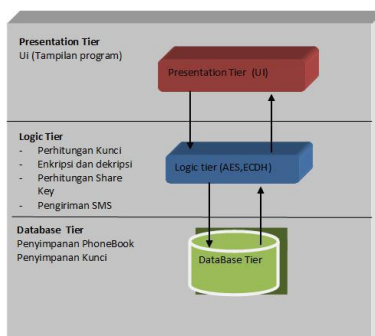 Presentation Tier
Ui (Tampilan program)
Presentation Tier (UI)
Logic Tier
- Perhitungan Kunci
- Enkripsi dan dekripsi
- Perhitungan Share
Key
- Pengiriman SMS
Logic tier (AES,ECDH)
Database Tier
Penyimpanan PhoneBook
Penyimpanan Kunci
DataBase Tier